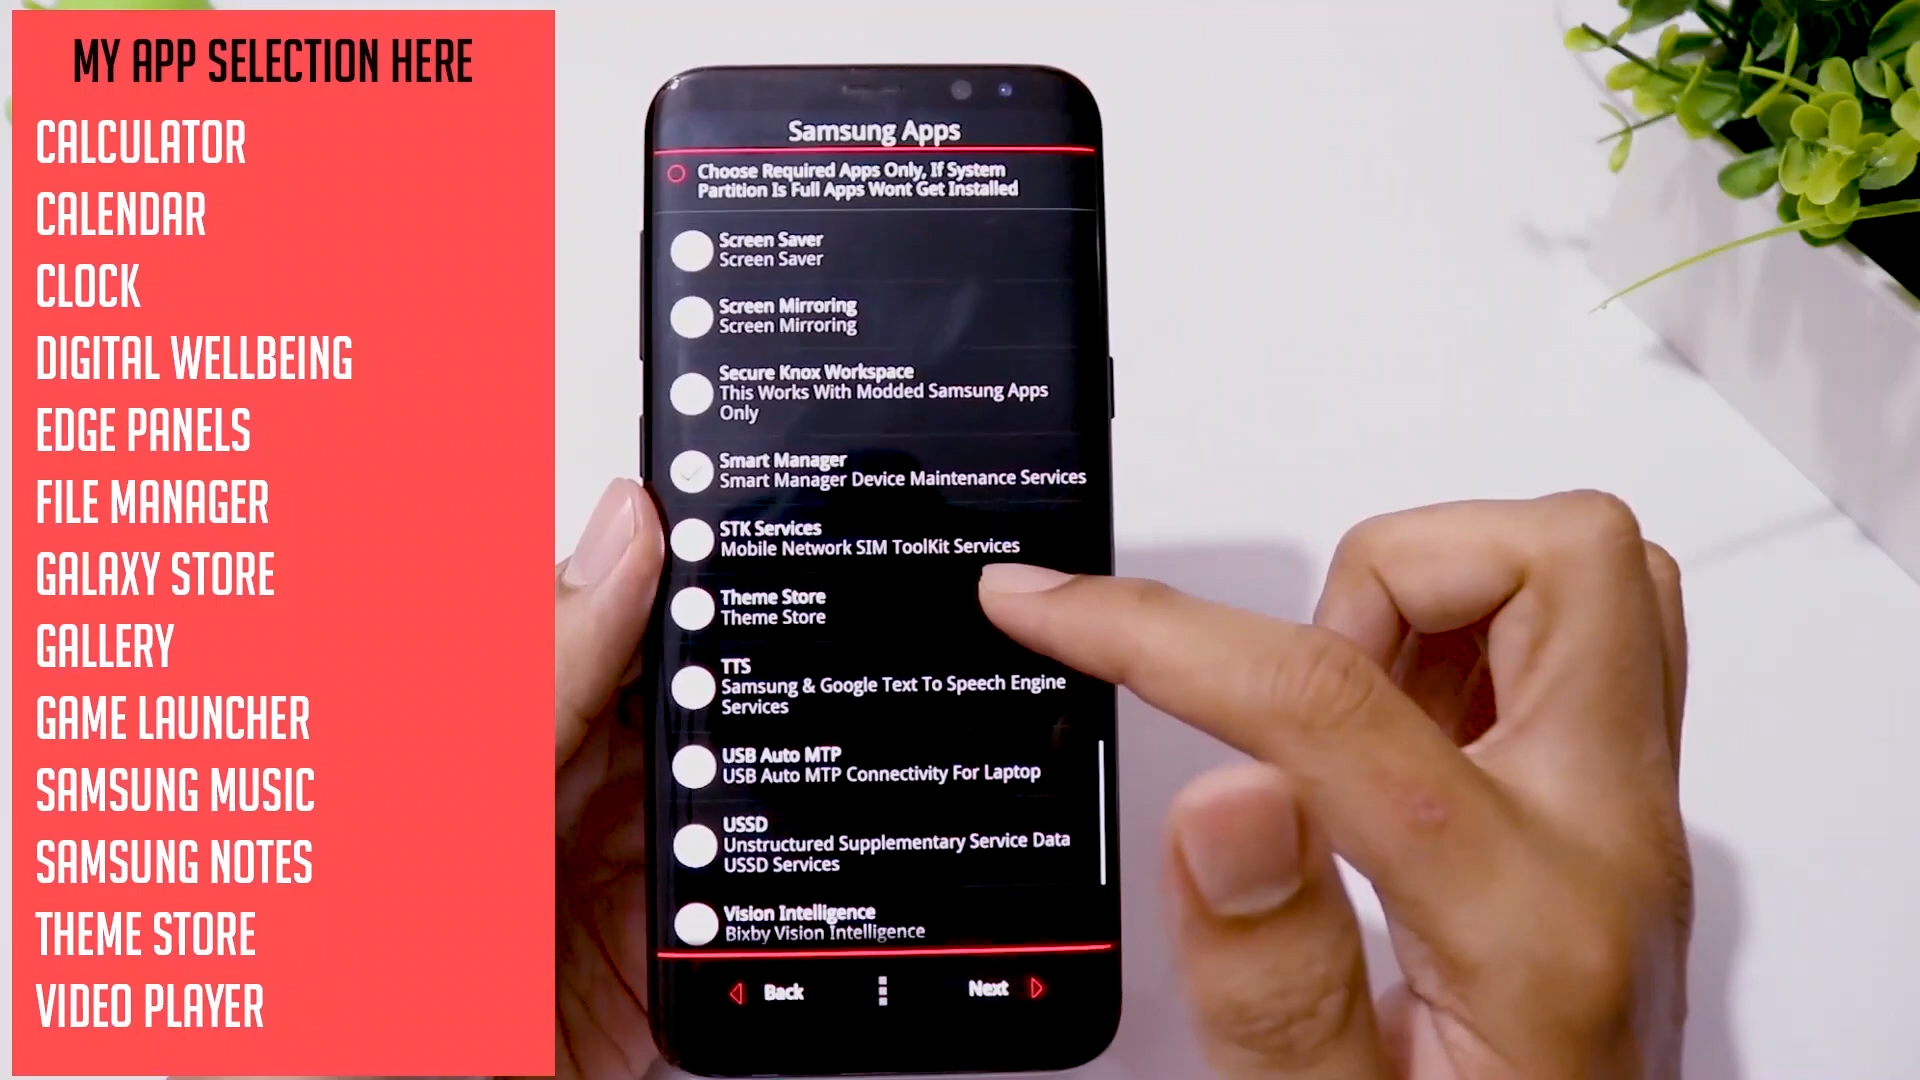 MY APP SELECTION HERE
CALCULATOR
CALENDAR
CLOCK
DIGITAL WELLBEING
EDGE PANELS
FILE MANAGER
GALAXY STORE
GALLERY
GAME LAUNCHER
SAMSUNG MUSIC
SAMSUNG NOTES
THEME STORE
VIDEO PLAYER
Samsung Apps
Choose Required Apps Only, If System
Partition Is Full Apps Wont Get Installed
Screen Saver
Screen Saver
Screen Mirroring
Screen Mirroring
Secure Knox Workspace
This Works With Modded Samsung Apps
Only
Smart Manager
Smart Manager Device Maintenance Services
STK Services
Mobile Network SIM ToolKit Services
Theme Store
Theme Store
TTS
Samsung & Google Text To Speech Engine
Services
USB Auto MTP
USB Auto MTP Connectivity For Laptop
USSD
Unstructured Supplementary Service Data
USSD Services
Vision Intelligence
Bixby Vision Intelligence
Back
Next